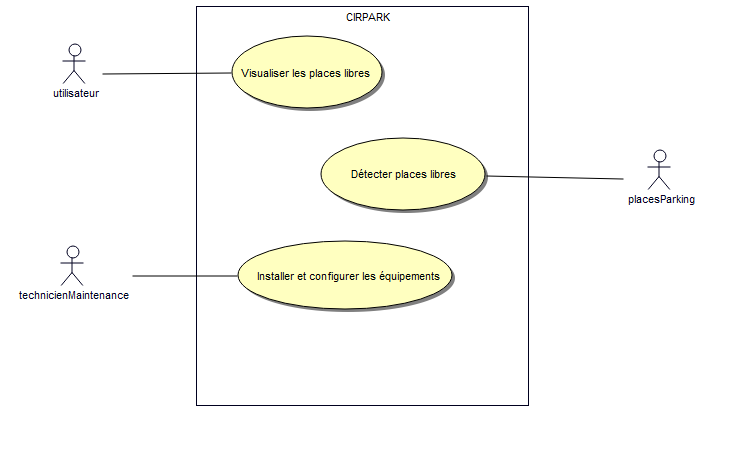 CIRPARK
Visualiser les places libres
utilisateur
Détecter places libres
placesParking
Installer et configurer les équipements
technicienMaintenance